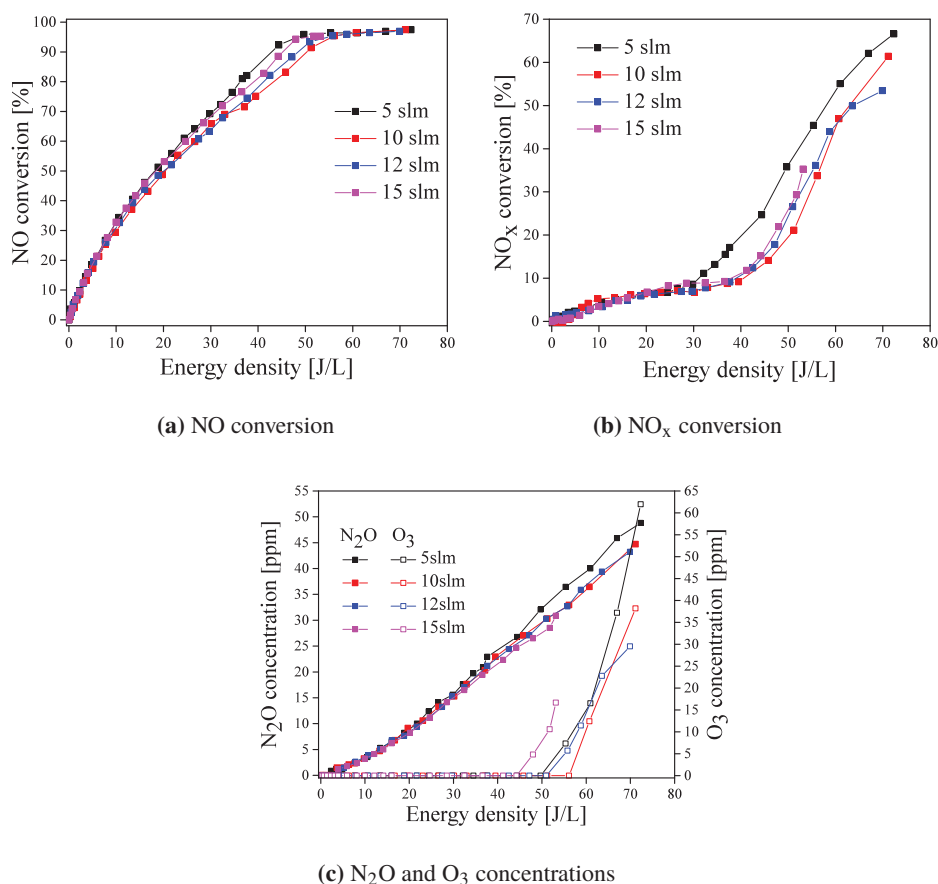 100
90
80
70
60
50
40
30
20
10
0
NO conversion [%]
5 slm
10 slm
12 slm
15 slm
0 10 20 30 40 50 60 70 80
Energy density [J/L]
(a) NO conversion
70
60
50
40
30
20
10
0
NOx conversion [%]
5 slm
10 slm
12 slm
15 slm
0 10 20 30 40 50 60 70 80
Energy density [J/L]
(b) NOx conversion
55
50
45
40
35
30
25
20
15
10
5
0
N2O concentration [ppm]
N2O O3
5slm
10slm
12slm
15slm
65
60
55
50
45
40
35
30
25
20
15
10
5
0
O3 concentration [ppm]
0 10 20 30 40 50 60 70 80
Energy density [J/L]
(c) N2O and O3 concentrations